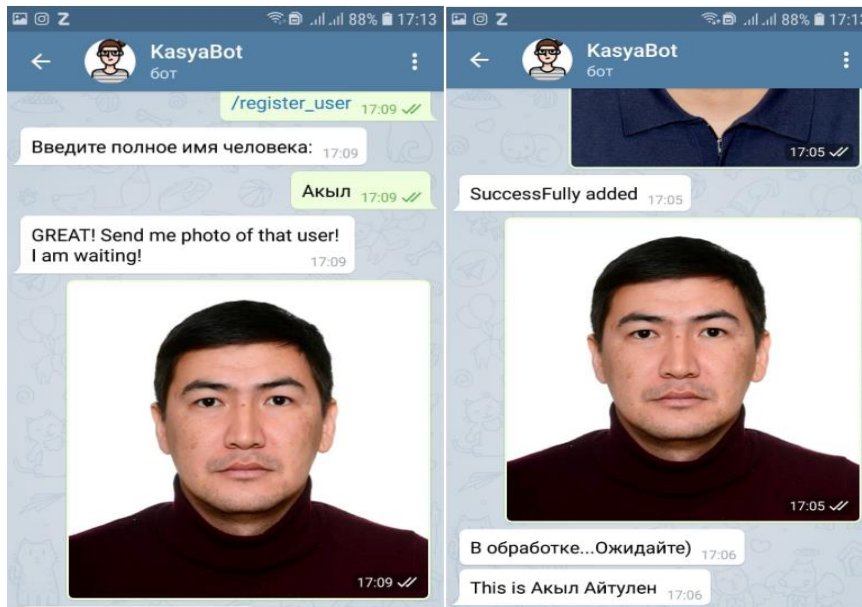 Z 88% 17:13
KasyaBot
бот
/register_user 17:09
Введите полное имя человека: 17:09
Акыл 17:09
GREAT! Send me photo of that user!
I am waiting! 17:09
17:09
Z 88% 17:13
KasyaBot
бот
17:05
SuccessFully added 17:05
17:05
В обработке...Ожидайте) 17:06
This is Акыл Айтулен 17:06